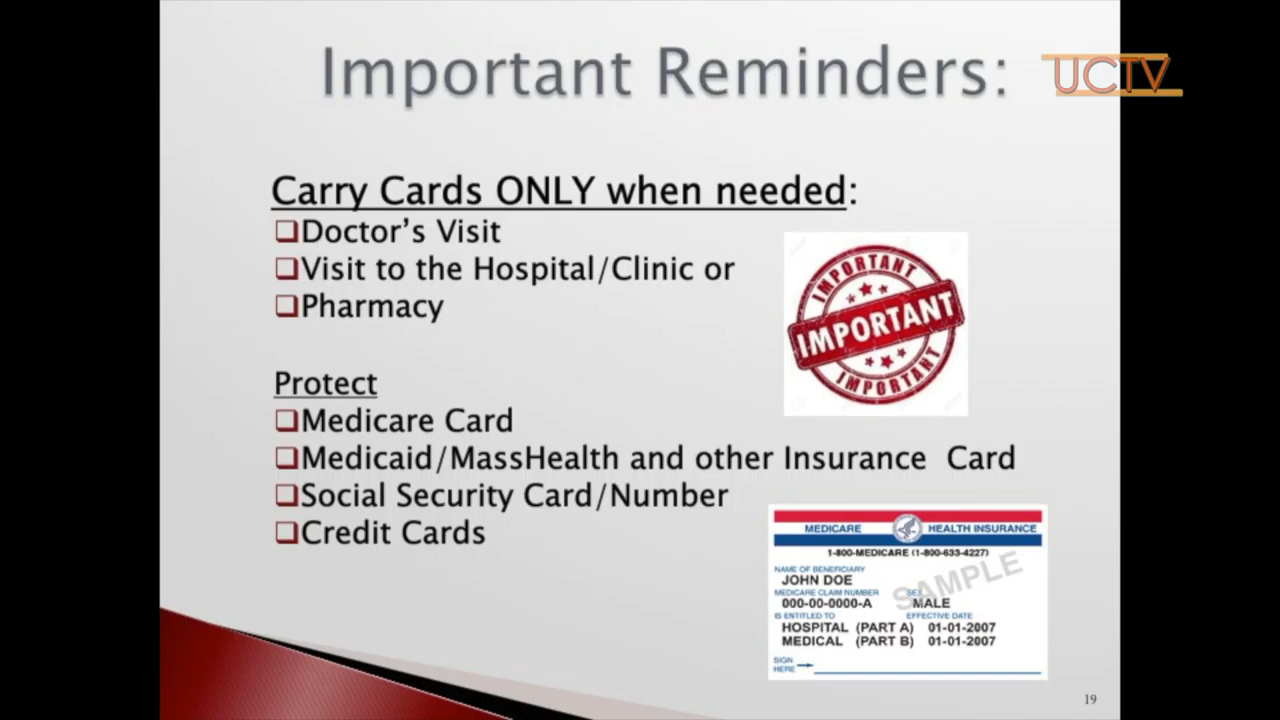 Important Reminders:
UCTV
Carry Cards ONLY when needed:
❑Doctor’s Visit
❑Visit to the Hospital/Clinic or
❑Pharmacy
IMPORTANT
IMPORTANT
IMPORTANT
Protect
❑Medicare Card
❑Medicaid/MassHealth and other Insurance Card
❑Social Security Card/Number
❑Credit Cards
MEDICARE HEALTH INSURANCE
1-800-MEDICARE (1-800-633-4227)
NAME OF BENEFICIARY
JOHN DOE
MEDICARE CLAIM NUMBER SEX
000-00-0000-A MALE
SAMPLE
IS ENTITLED TO EFFECTIVE DATE
HOSPITAL (PART A) 01-01-2007
MEDICAL (PART B) 01-01-2007
SIGN
HERE
19